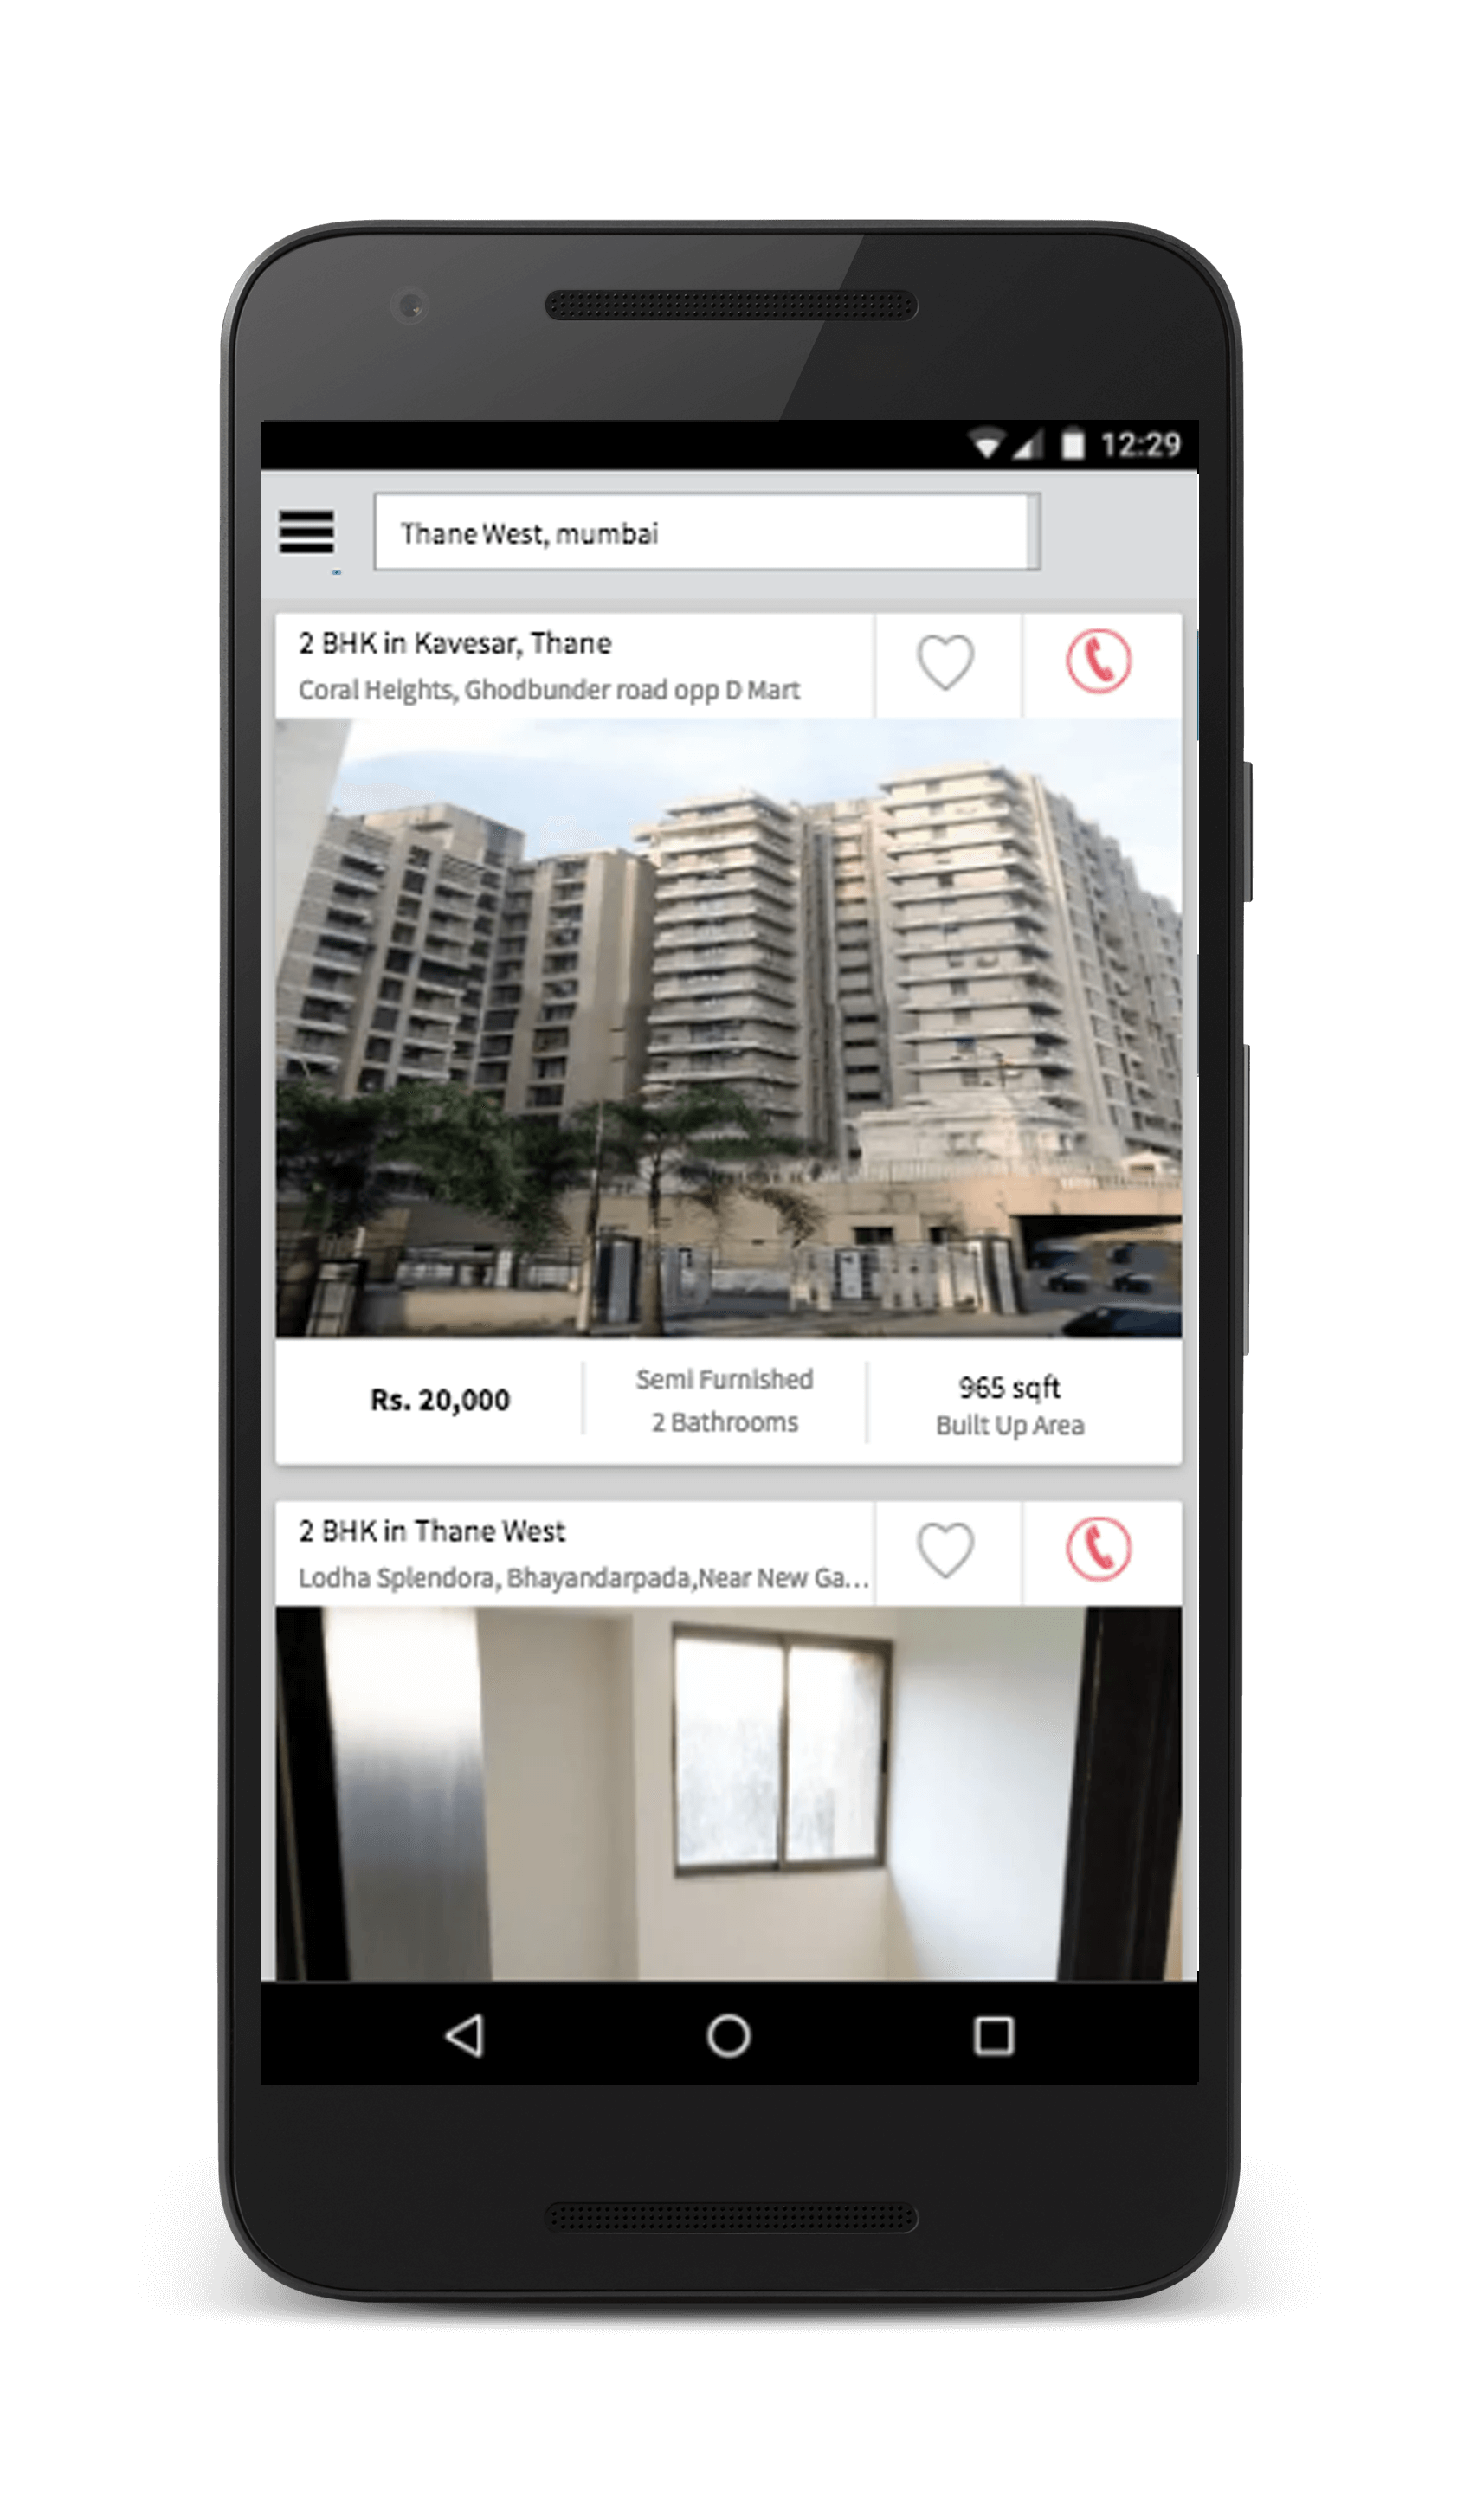 12:29
Thane West, mumbai
2 BHK in Kavesar, Thane
Coral Heights, Ghodbunder road opp D Mart
Rs. 20,000
Semi Furnished
2 Bathrooms
965 sqft
Built Up Area
2 BHK in Thane West
Lodha Splendora, Bhayandarpada,Near New Ga...